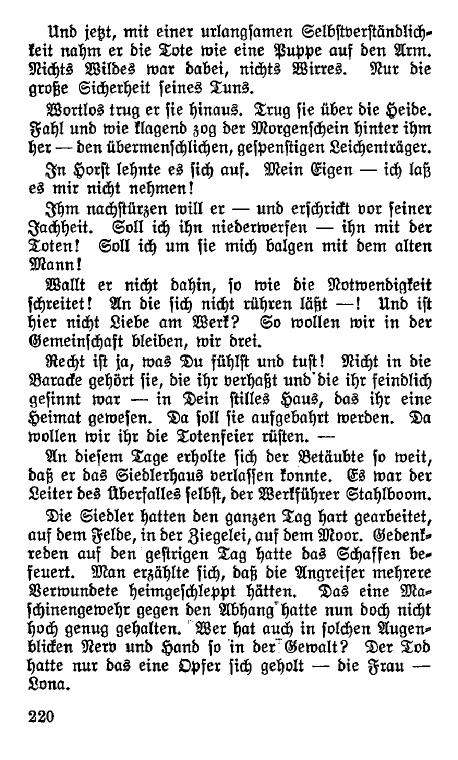 Und jetzt, mit einer urlangsamen Selbstverständlich-
keit nahm er die Tote wie eine Puppe auf den Arm.
Nichts Wildes war dabei, nichts Wirres. Nur die
große Sicherheit seines Tuns.
Wortlos trug er sie hinaus. Trug sie über die Heide.
Fahl und wie klagend zog der Morgenschein hinter ihm
her — den übermenschlichen, gespenstigen Leichenträger.
In Horst lehnte es sich auf. Mein Eigen — ich laß
es mir nicht nehmen!
Ihm nachstürzen will er — und erschrickt vor seiner
Jachheit. Soll ich ihn niederwerfen — ihn mit der
Toten! Soll ich um sie mich balgen mit dem alten
Mann!
Wallt er nicht dahin, so wie die Notwendigkeit
schreitet! An die sich nicht rühren läßt —! Und ist
hier nicht Liebe am Werk? So wollen wir in der
Gemeinschaft bleiben, wir drei.
Recht ist ja, was Du fühlst und tust! Nicht in die
Baracke gehört sie, die ihr verhaßt und die ihr feindlich
gesinnt war — in Dein stilles Haus, das ihr eine
Heimat gewesen. Da soll sie aufgebahrt werden. Da
wollen wir ihr die Totenfeier rüsten. —
An diesem Tage erholte sich der Betäubte so weit,
daß er das Siedlerhaus verlassen konnte. Es war der
Leiter des Überfalles selbst, der Werkführer Stahlboom.
Die Siedler hatten den ganzen Tag hart gearbeitet,
auf dem Felde, in der Ziegelei, auf dem Moor. Gedenk-
reden auf den gestrigen Tag hatte das Schaffen be-
feuert. Man erzählte sich, daß die Angreifer mehrere
Verwundete heimgeschleppt hätten. Das eine Ma-
schinengewehr gegen den Abhang hatte nun doch nicht
hoch genug gehalten. Wer hat auch in solchen Augen-
blicken Nerv und Hand so in der Gewalt? Der Tod
hatte nur das eine Opfer sich geholt — die Frau —
Lona.
220